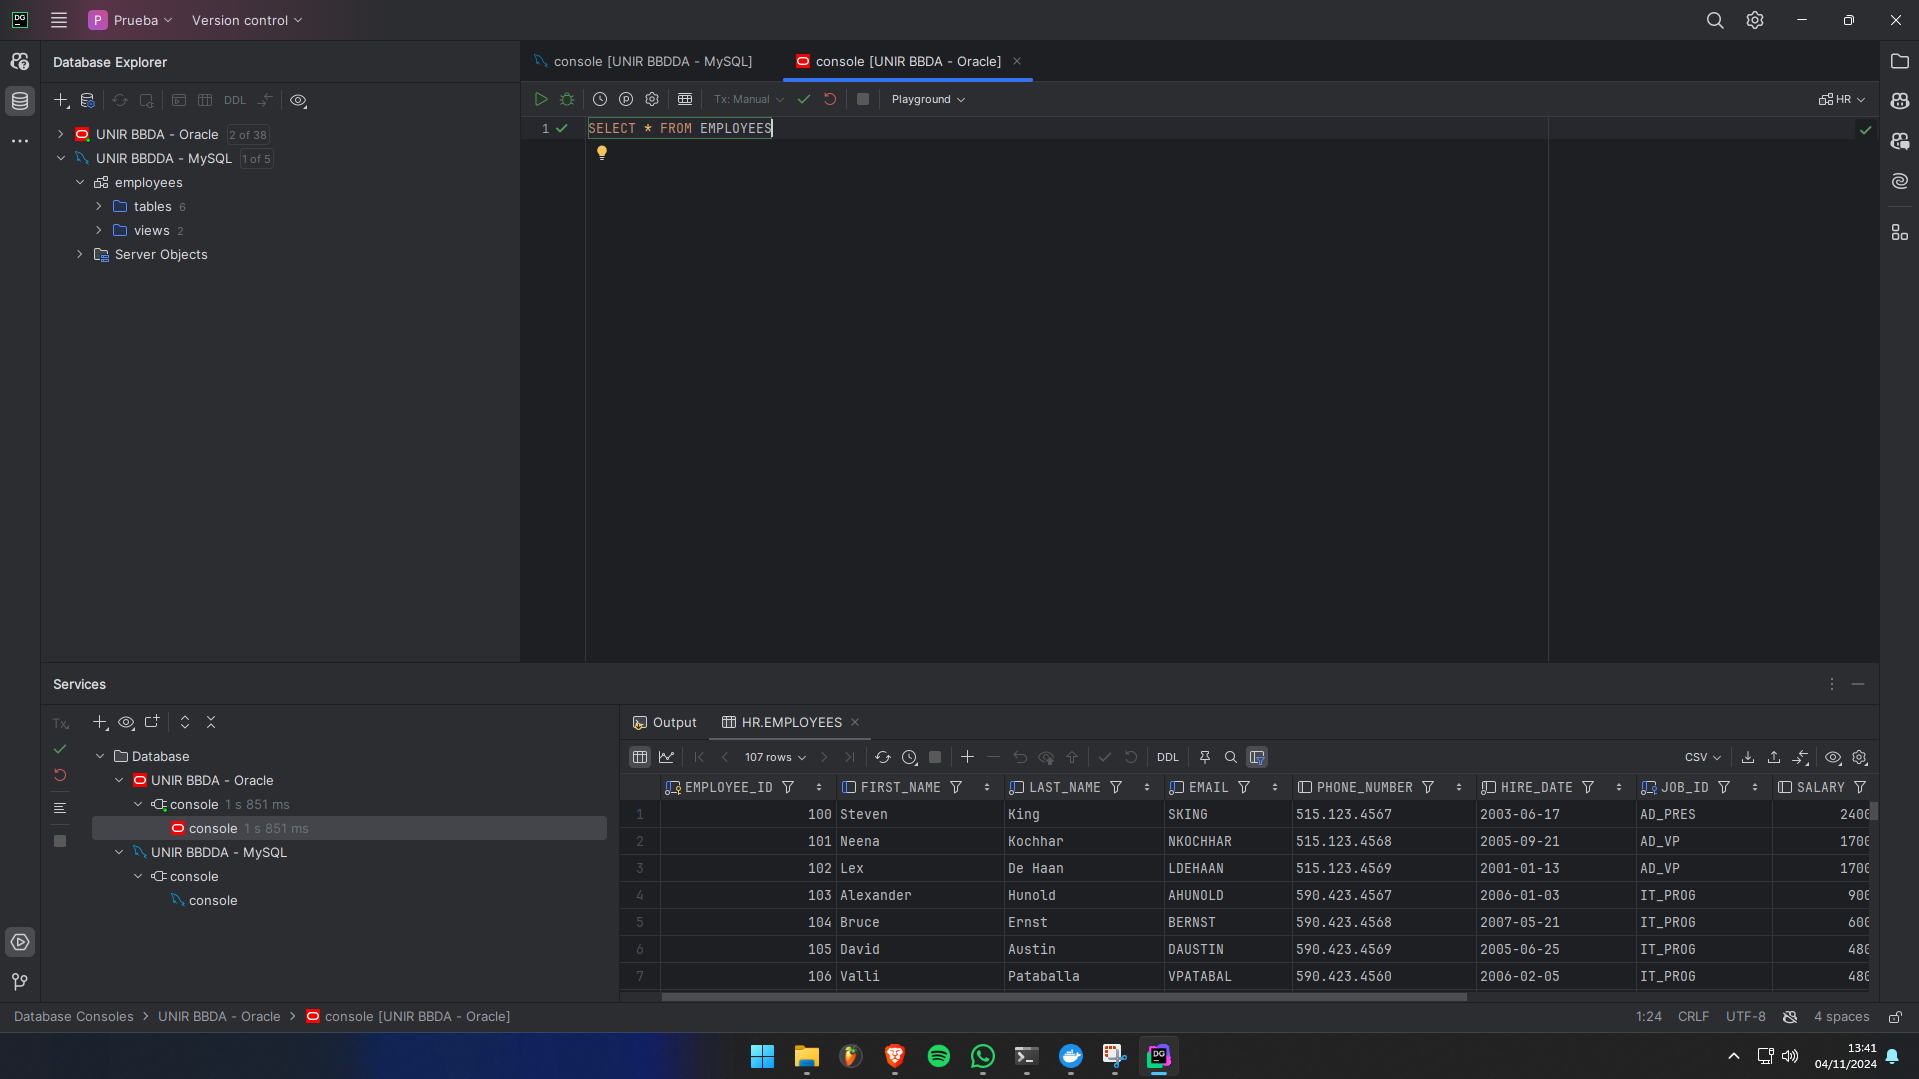 DG
P Prueba Version control
Database Explorer
DDL
UNIR BBDA - Oracle 2 of 38
UNIR BBDDA - MySQL 1 of 5
employees
tables 6
views 2
Server Objects
console [UNIR BBDDA - MySQL] console [UNIR BBDA - Oracle]
Tx: Manual Playground HR
1 SELECT * FROM EMPLOYEES
Services
Tx
Database
UNIR BBDA - Oracle
console 1 s 851 ms
console 1 s 851 ms
UNIR BBDDA - MySQL
console
console
Output HR.EMPLOYEES
107 rows DDL CSV
EMPLOYEE_ID FIRST_NAME LAST_NAME EMAIL PHONE_NUMBER HIRE_DATE JOB_ID SALARY
1 100 Steven King SKING 515.123.4567 2003-06-17 AD_PRES 2400
2 101 Neena Kochhar NKOCHHAR 515.123.4568 2005-09-21 AD_VP 1700
3 102 Lex De Haan LDEHAAN 515.123.4569 2001-01-13 AD_VP 1700
4 103 Alexander Hunold AHUNOLD 590.423.4567 2006-01-03 IT_PROG 900
5 104 Bruce Ernst BERNST 590.423.4568 2007-05-21 IT_PROG 600
6 105 David Austin DAUSTIN 590.423.4569 2005-06-25 IT_PROG 480
7 106 Valli Pataballa VPATABAL 590.423.4560 2006-02-05 IT_PROG 480
Database Consoles UNIR BBDA - Oracle console [UNIR BBDA - Oracle] 1:24 CRLF UTF-8 4 spaces
DG
13:41
04/11/2024